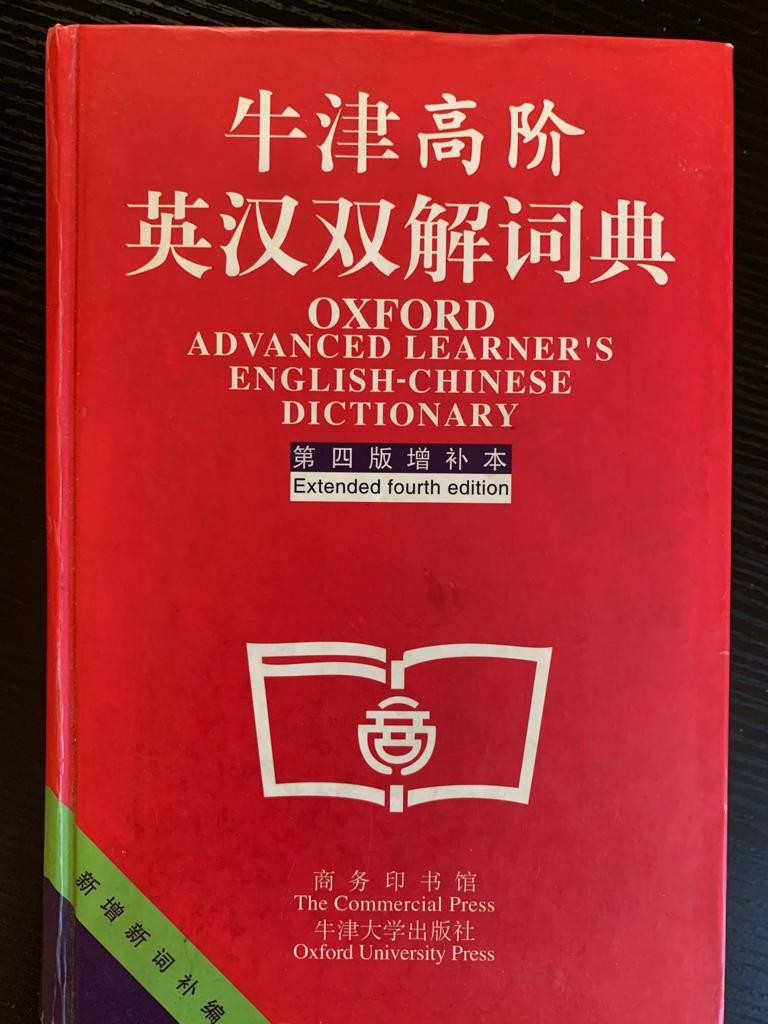 牛津高阶
英汉双解词典
OXFORD
ADVANCED LEARNER'S
ENGLISH-CHINESE
DICTIONARY
第四版增补本
Extended fourth edition
商
商务印书馆
The Commercial Press
牛津大学出版社
Oxford University Press
新增新词补编